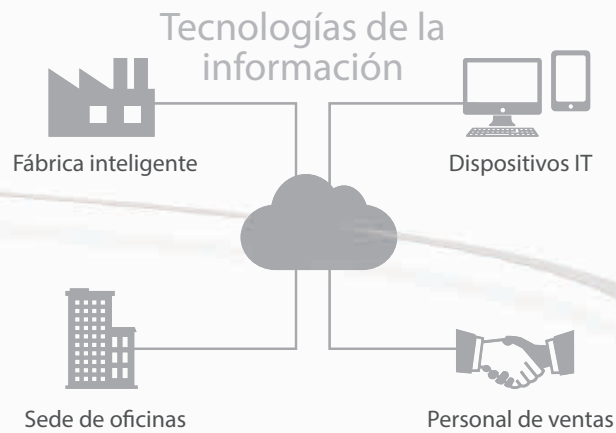 Tecnologías de la
información
Fábrica inteligente
Dispositivos IT
Sede de oficinas
Personal de ventas